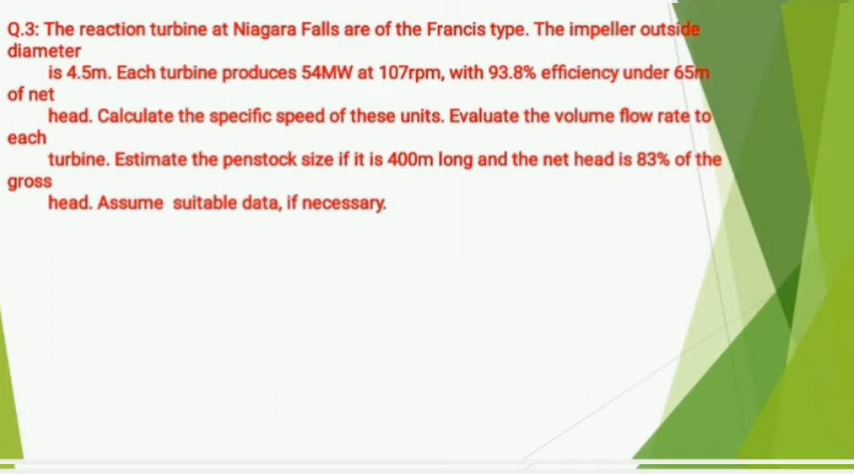 Q.3: The reaction turbine at Niagara Falls are of the Francis type. The impeller outside
diameter
is 4.5m. Each turbine produces 54MW at 107rpm, with 93.8% efficiency under 65m
of net
head. Calculate the specific speed of these units. Evaluate the volume flow rate to
each
turbine. Estimate the penstock size if it is 400m long and the net head is 83% of the
gross
head. Assume suitable data, if necessary.